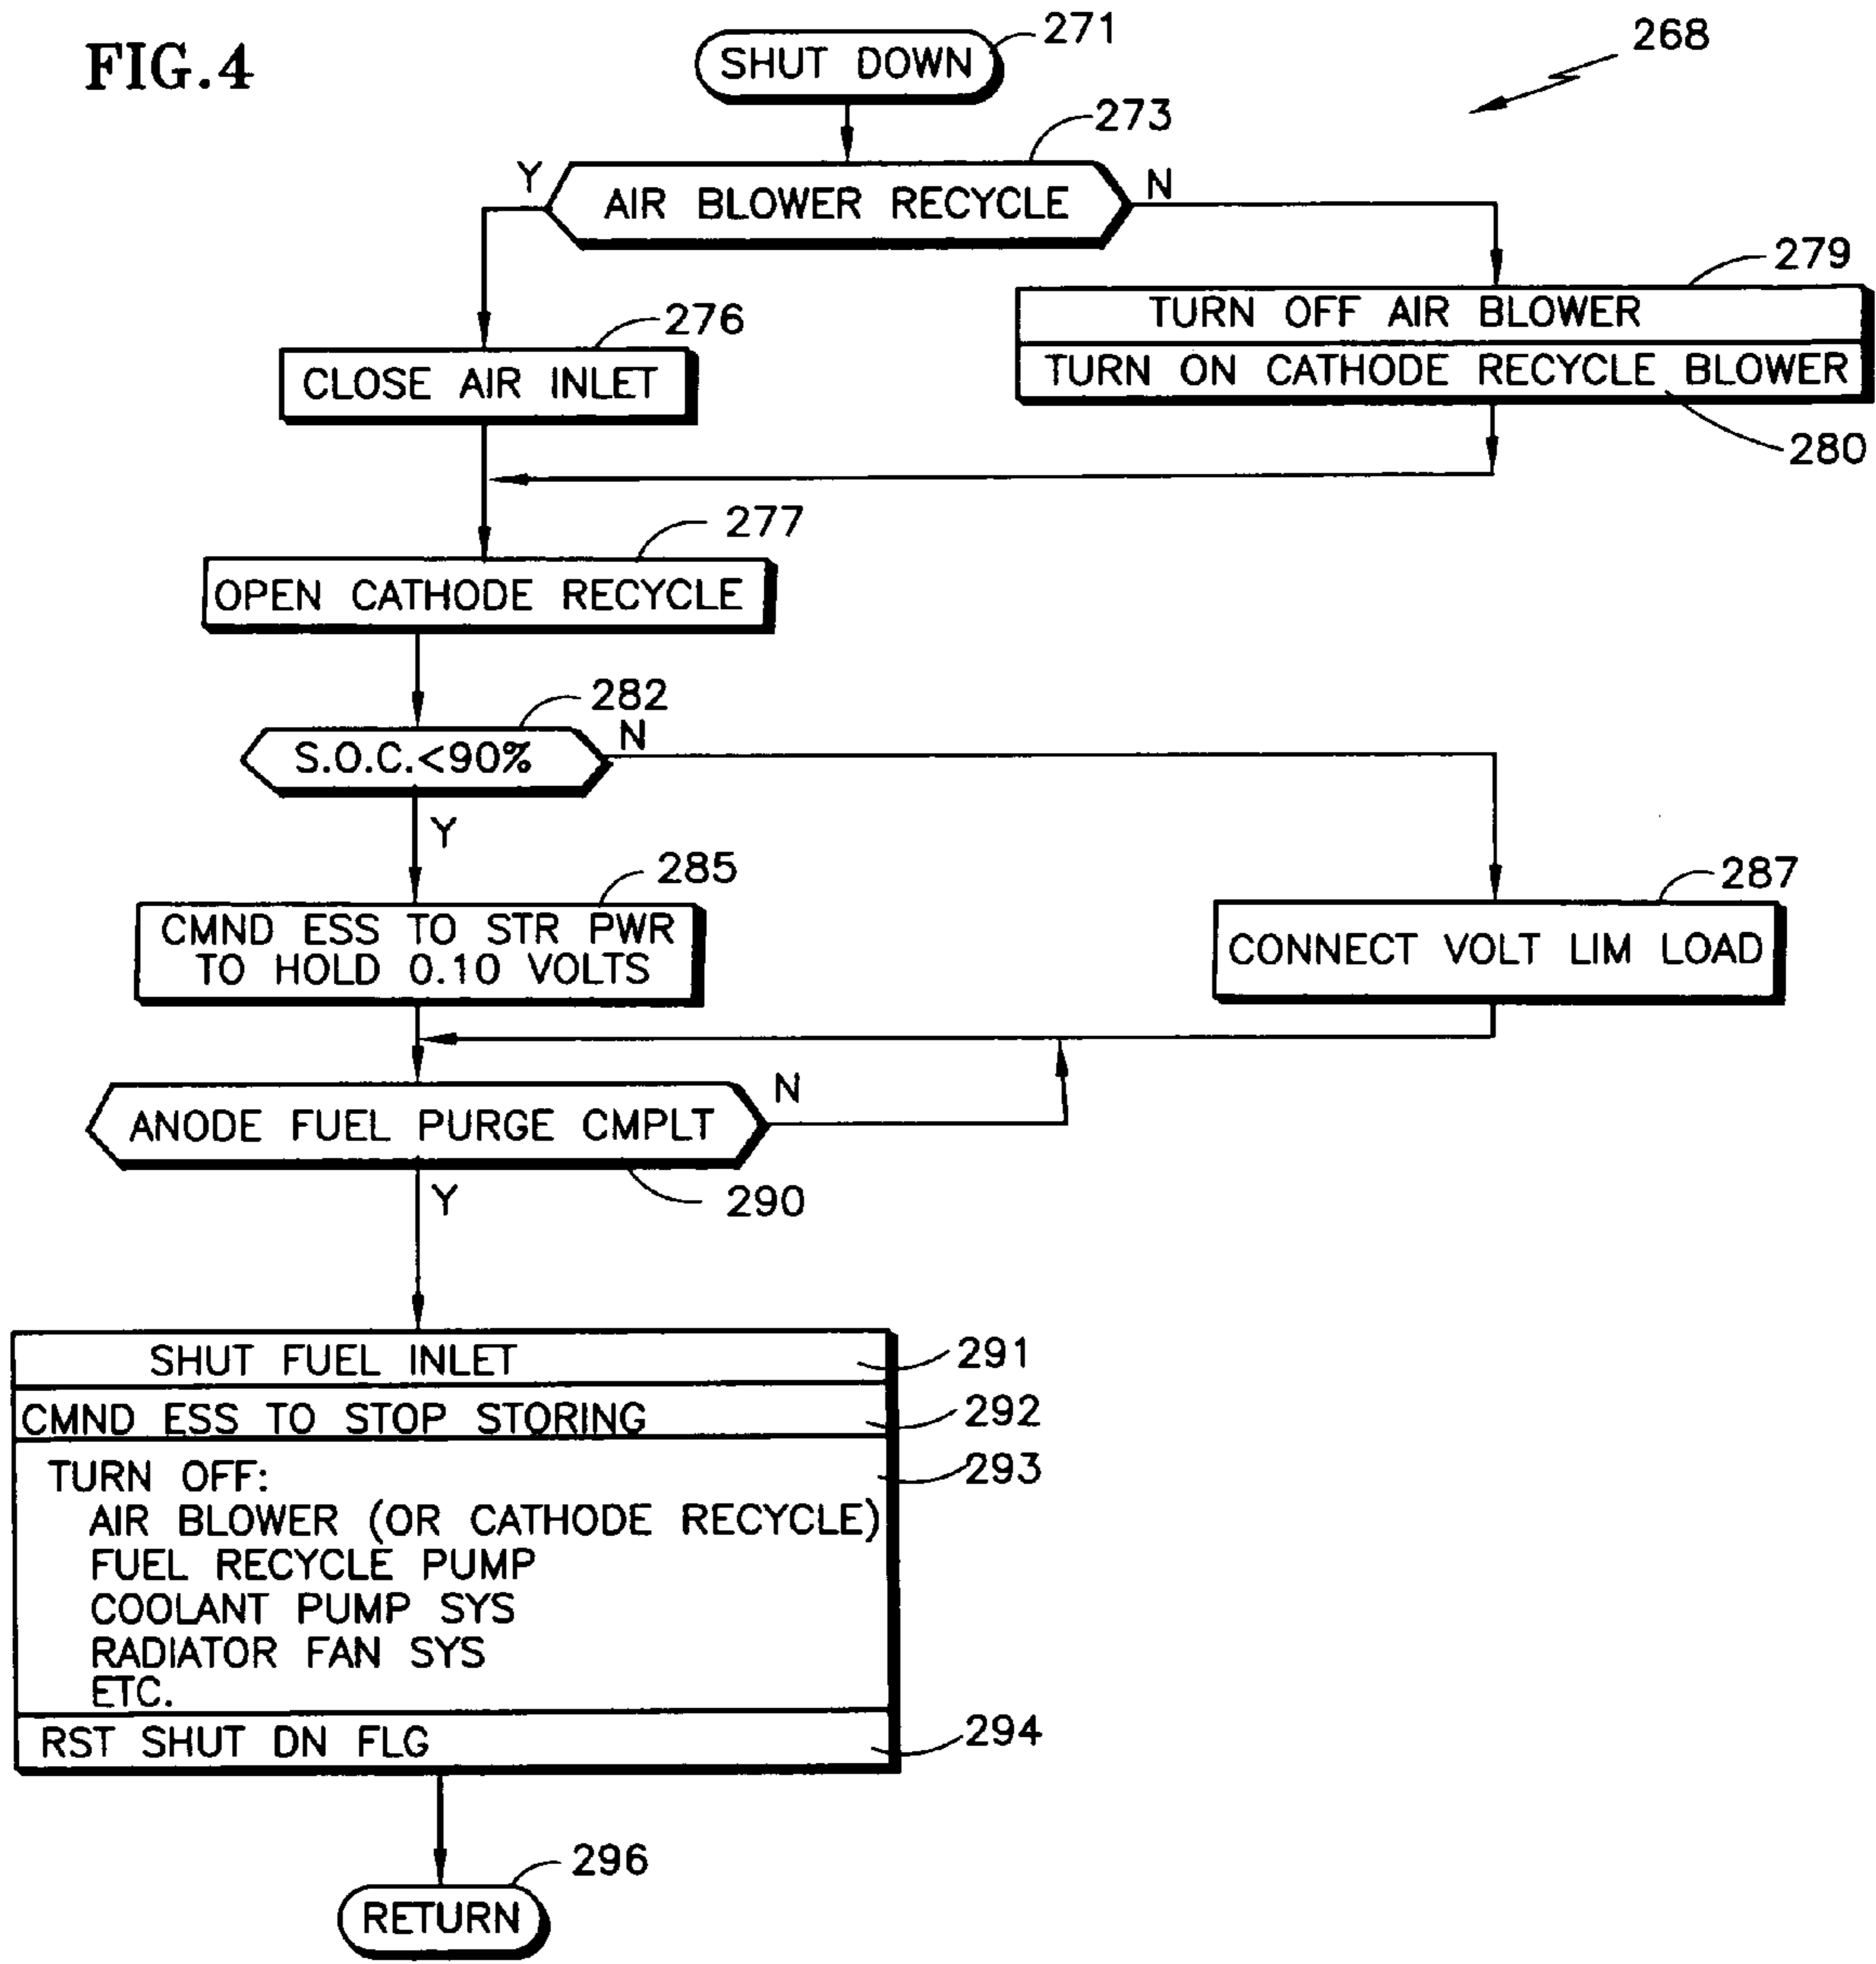 FIG. 4
SHUT DOWN
271
268
273
Y
AIR BLOWER RECYCLE
N
279
TURN OFF AIR BLOWER
TURN ON CATHODE RECYCLE BLOWER
280
276
CLOSE AIR INLET
277
OPEN CATHODE RECYCLE
282
S.O.C.<90%
N
Y
285
CMND ESS TO STR PWR
TO HOLD 0.10 VOLTS
287
CONNECT VOLT LIM LOAD
ANODE FUEL PURGE CMPLT
N
290
Y
SHUT FUEL INLET
291
CMND ESS TO STOP STORING
292
TURN OFF:
293
AIR BLOWER (OR CATHODE RECYCLE)
FUEL RECYCLE PUMP
COOLANT PUMP SYS
RADIATOR FAN SYS
ETC.
RST SHUT DN FLG
294
296
RETURN